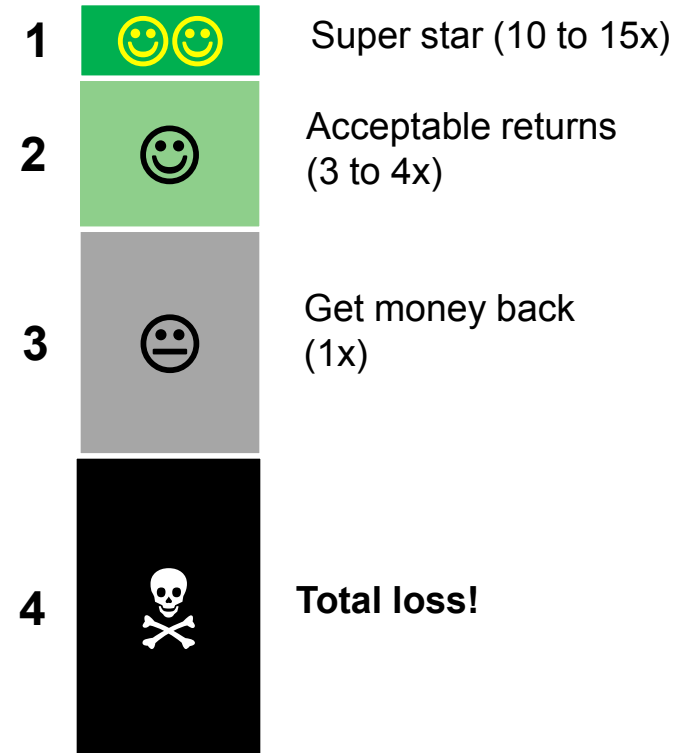 1 Super star (10 to 15x)
2 Acceptable returns
(3 to 4x)
3 Get money back
(1x)
4 Total loss!